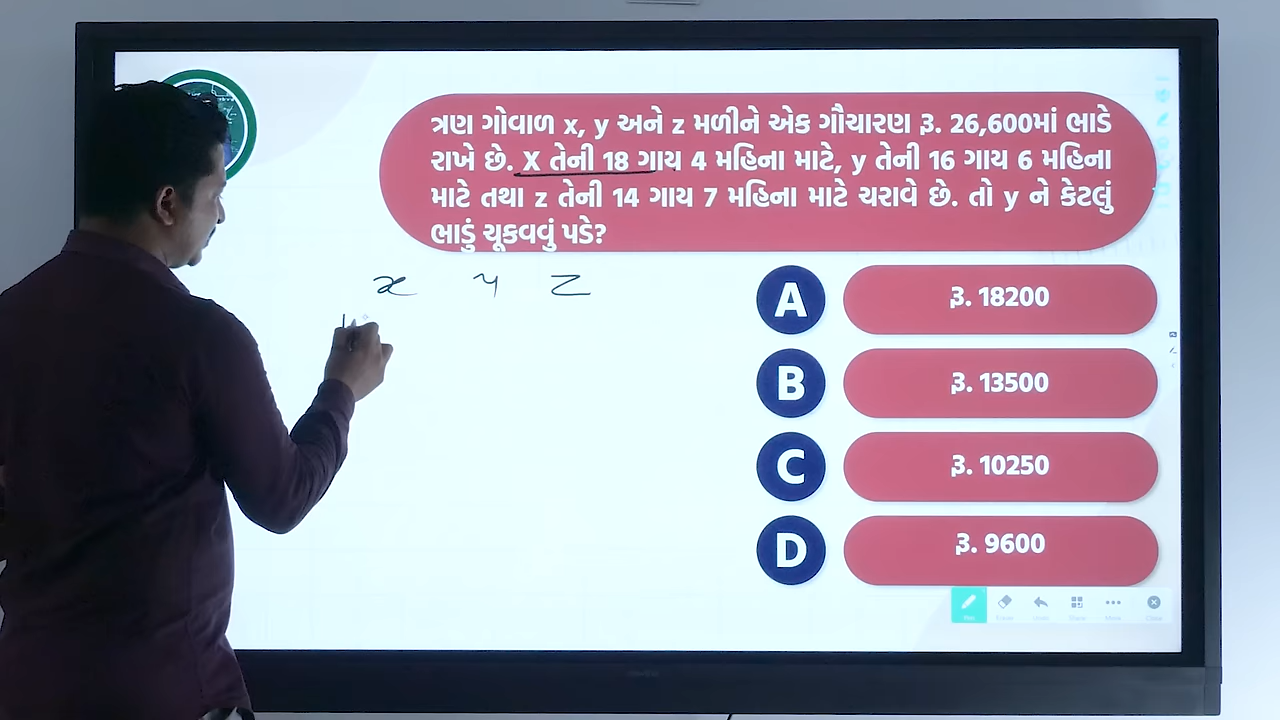 ત્રણ ગોવાળ x, y અને z મળીને એક ગૌચારણ રૂ. 26,600માં ભાડે
રાખે છે. X તેની 18 ગાય 4 મહિના માટે, y તેની 16 ગાય 6 મહિના
માટે તથા z તેની 14 ગાય 7 મહિના માટે ચરાવે છે. તો y ને કેટલું
ભાડું ચૂકવવું પડે?
x y z
A રૂ. 18200
B રૂ. 13500
C રૂ. 10250
D રૂ. 9600